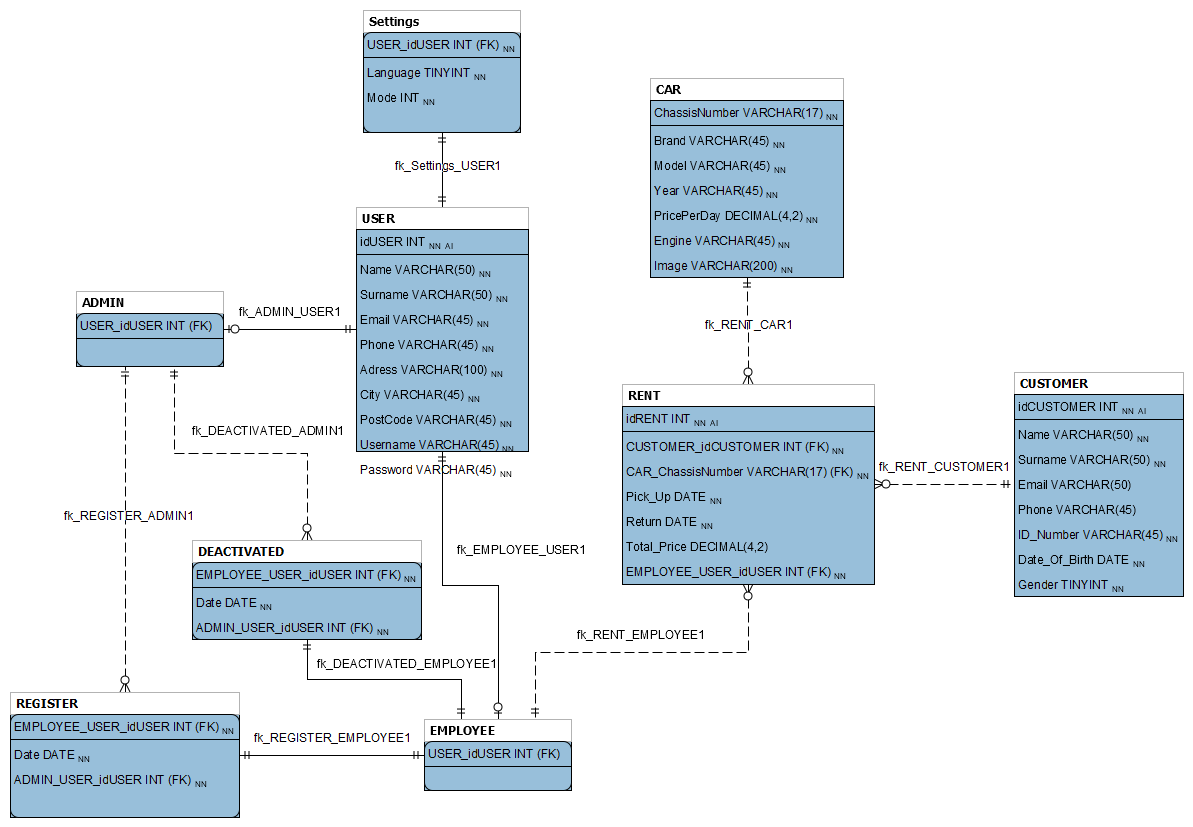 Settings
USER_idUSER INT (FK) NN
Language TINYINT NN
Mode INT NN
fk_Settings_USER1
CAR
ChassisNumber VARCHAR(17) NN
Brand VARCHAR(45) NN
Model VARCHAR(45) NN
Year VARCHAR(45) NN
PricePerDay DECIMAL(4,2) NN
Engine VARCHAR(45) NN
Image VARCHAR(200) NN
fk_RENT_CAR1
USER
idUSER INT NN AI
Name VARCHAR(50) NN
Surname VARCHAR(50) NN
Email VARCHAR(45) NN
Phone VARCHAR(45) NN
Adress VARCHAR(100) NN
City VARCHAR(45) NN
PostCode VARCHAR(45) NN
Username VARCHAR(45) NN
Password VARCHAR(45) NN
fk_ADMIN_USER1
ADMIN
USER_idUSER INT (FK)
fk_DEACTIVATED_ADMIN1
fk_REGISTER_ADMIN1
RENT
idRENT INT NN AI
CUSTOMER_idCUSTOMER INT (FK) NN
CAR_ChassisNumber VARCHAR(17) (FK) NN
Pick_Up DATE NN
Return DATE NN
Total_Price DECIMAL(4,2)
EMPLOYEE_USER_idUSER INT (FK) NN
fk_RENT_CUSTOMER1
CUSTOMER
idCUSTOMER INT NN AI
Name VARCHAR(50) NN
Surname VARCHAR(50) NN
Email VARCHAR(50)
Phone VARCHAR(45)
ID_Number VARCHAR(45) NN
Date_Of_Birth DATE NN
Gender TINYINT NN
fk_EMPLOYEE_USER1
DEACTIVATED
EMPLOYEE_USER_idUSER INT (FK) NN
Date DATE NN
ADMIN_USER_idUSER INT (FK) NN
fk_RENT_EMPLOYEE1
fk_DEACTIVATED_EMPLOYEE1
REGISTER
EMPLOYEE_USER_idUSER INT (FK) NN
Date DATE NN
ADMIN_USER_idUSER INT (FK) NN
fk_REGISTER_EMPLOYEE1
EMPLOYEE
USER_idUSER INT (FK)